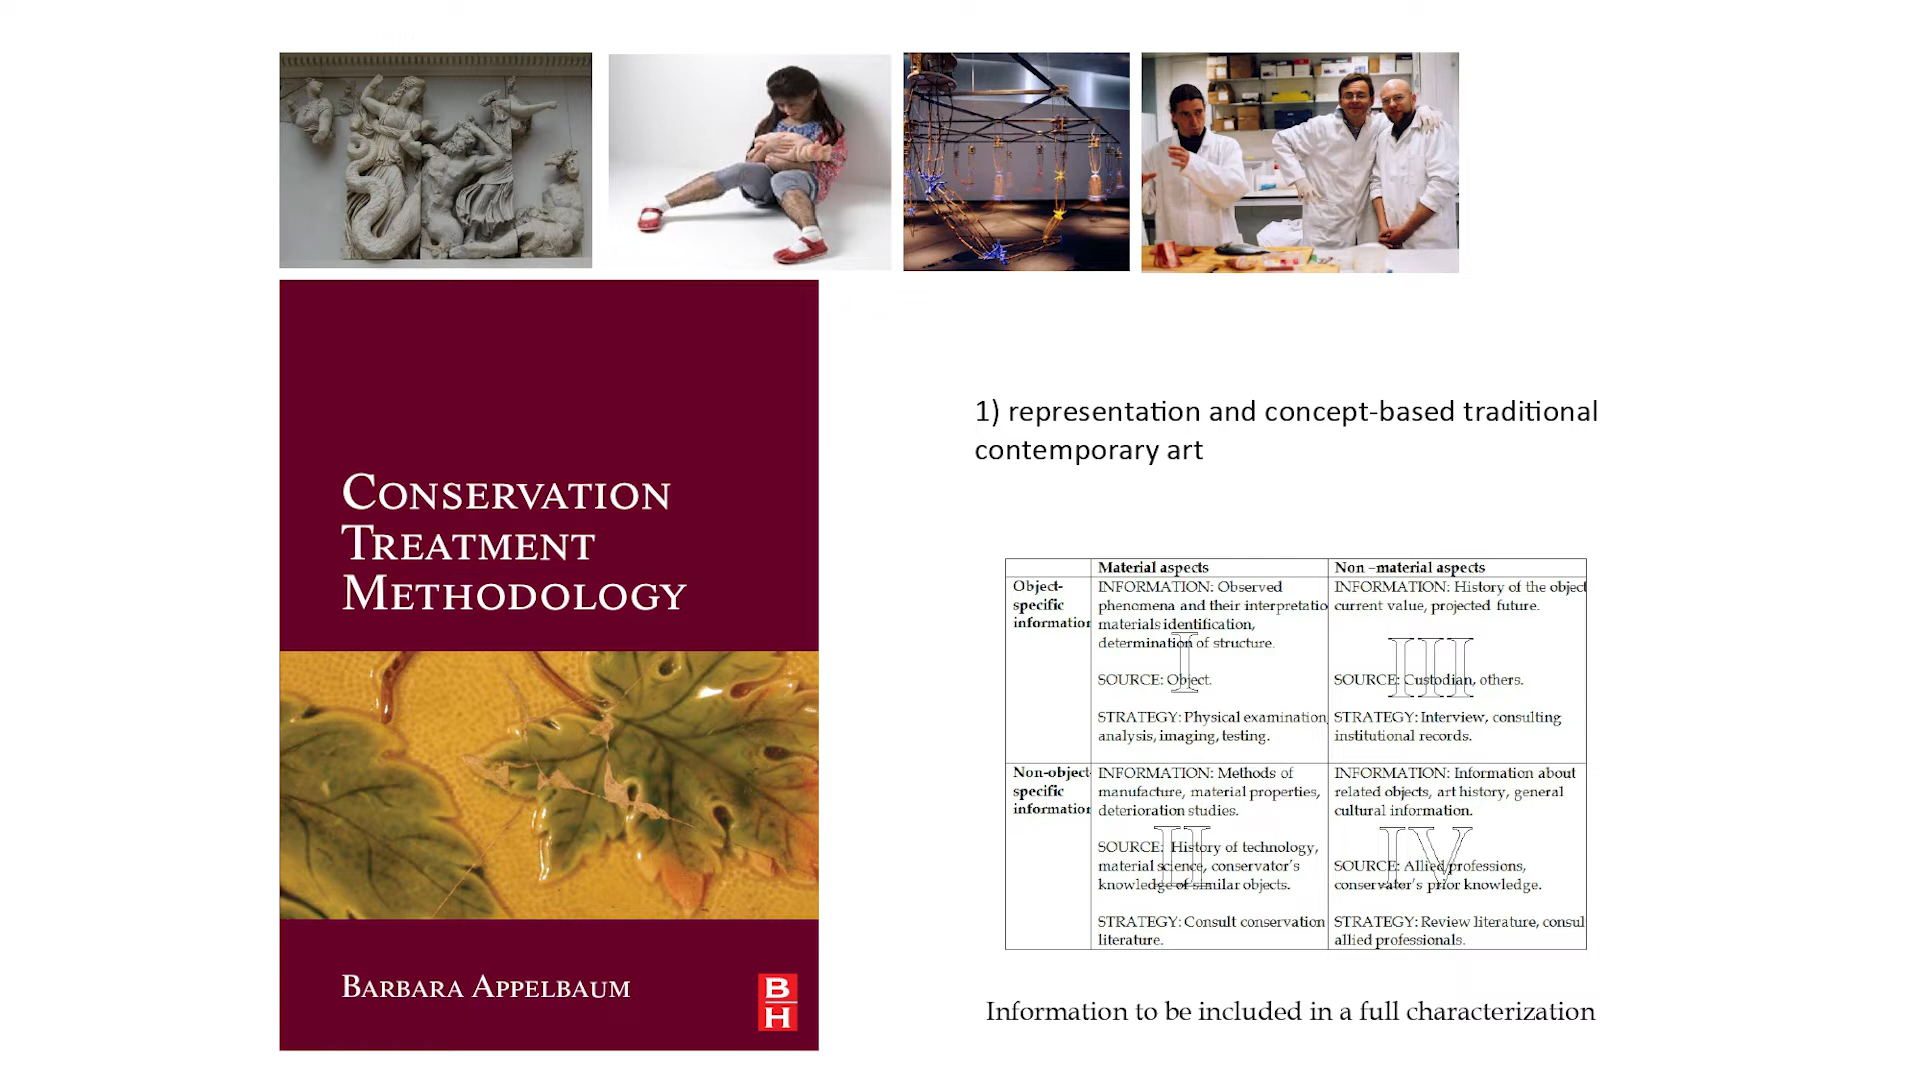 CONSERVATION
TREATMENT
METHODOLOGY
BARBARA APPELBAUM
B
H
1) representation and concept-based traditional
contemporary art
Material aspects
Non –material aspects
Object-
specific
information
INFORMATION: Observed
phenomena and their interpretatio
materials identification,
determination of structure.
I
SOURCE: Object.
STRATEGY: Physical examination,
analysis, imaging, testing.
INFORMATION: History of the object
current value, projected future.
III
SOURCE: Custodian, others.
STRATEGY: Interview, consulting
institutional records.
Non-object-
specific
information
INFORMATION: Methods of
manufacture, material properties,
deterioration studies.
II
SOURCE: History of technology,
material science, conservator's
knowledge of similar objects.
STRATEGY: Consult conservation
literature.
INFORMATION: Information about
related objects, art history, general
cultural information.
IV
SOURCE: Allied professions,
conservator's prior knowledge.
STRATEGY: Review literature, consul
allied professionals.
Information to be included in a full characterization